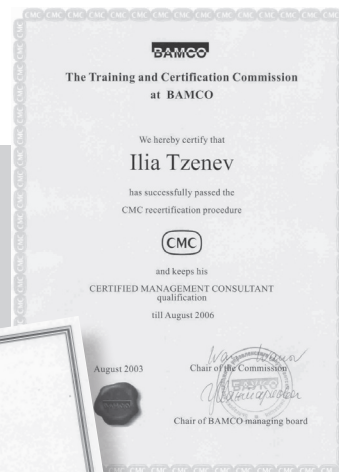 BAMCO
The Training and Certification Commission
at BAMCO
We hereby certify that
Ilia Tzenev
has successfully passed the
CMC recertification procedure
CMC
and keeps his
CERTIFIED MANAGEMENT CONSULTANT
qualification
till August 2006
August 2003
Chair of the Commission
Chair of BAMCO managing board